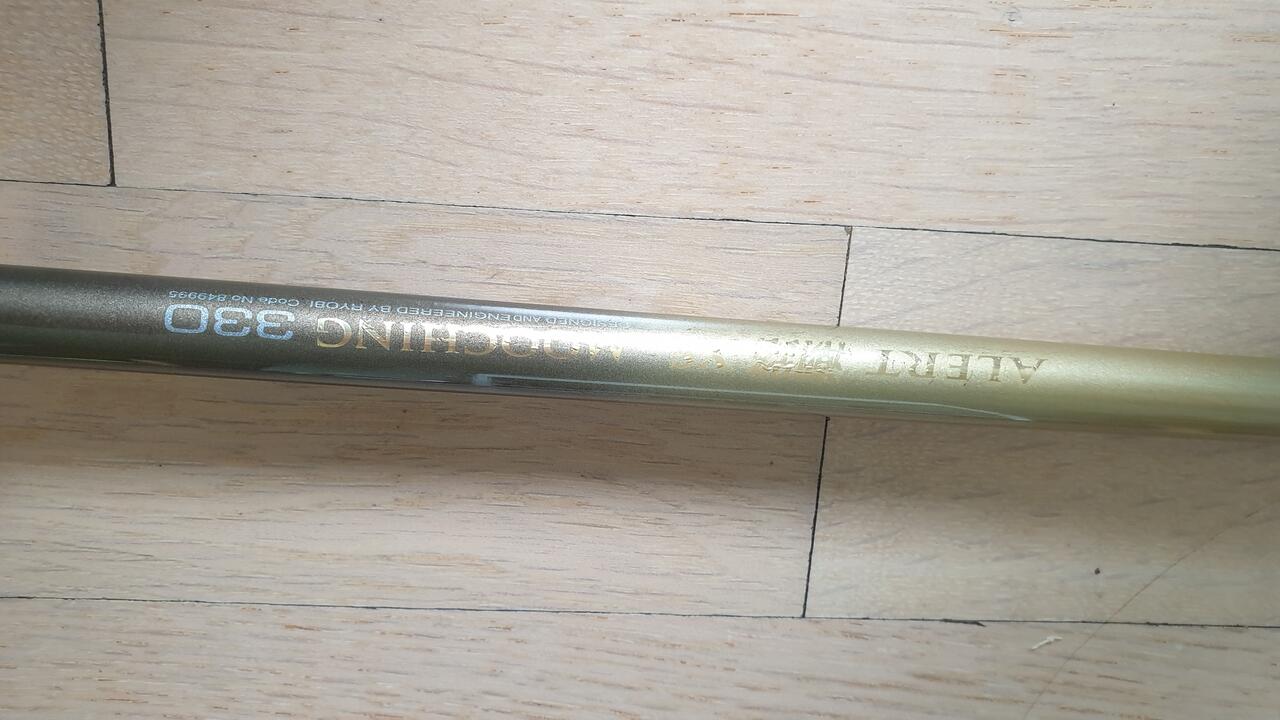 ALERT MOOCHING 330
DESIGNED AND ENGINEERED BY RYOBI Code No.849995